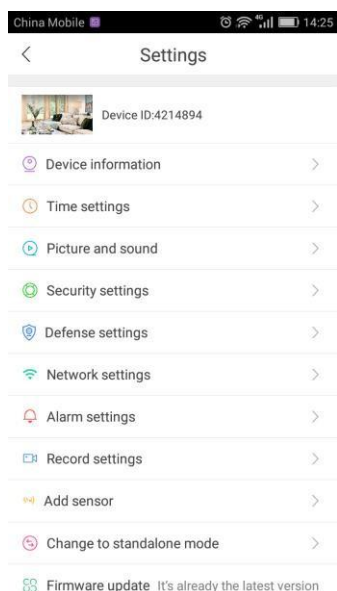 China Mobile 4G 14:25
Settings
Device ID:4214894
Device information
Time settings
Picture and sound
Security settings
Defense settings
Network settings
Alarm settings
Record settings
Add sensor
Change to standalone mode
Firmware update It's already the latest version